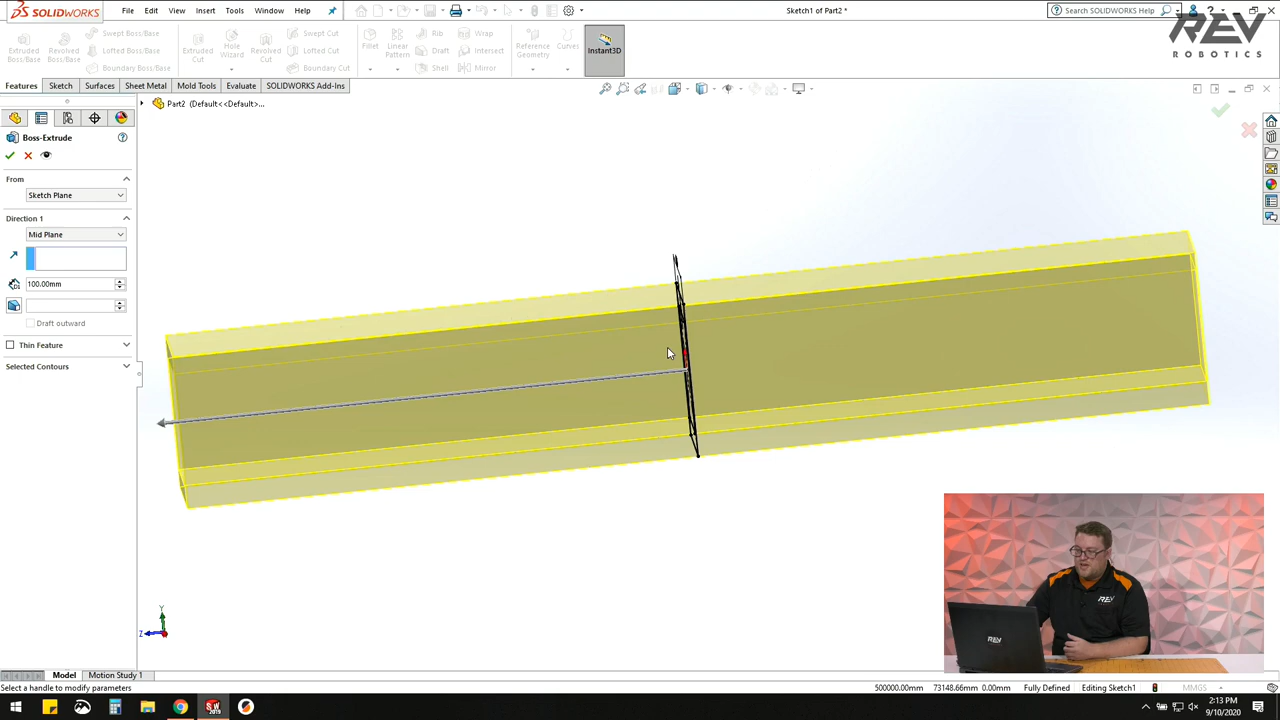 SOLIDWORKS
File Edit View Insert Tools Window Help
Sketch1 of Part2 *
Search SOLIDWORKS Help
Extruded Boss/Base
Revolved Boss/Base
Swept Boss/Base
Lofted Boss/Base
Boundary Boss/Base
Extruded Cut
Hole Wizard
Revolved Cut
Swept Cut
Lofted Cut
Boundary Cut
Fillet
Linear Pattern
Rib
Draft
Shell
Wrap
Intersect
Mirror
Reference Geometry
Curves
Instant3D
REV
ROBOTICS
Features Sketch Surfaces Sheet Metal Mold Tools Evaluate SOLIDWORKS Add-Ins
Part2 (Default<<Default>...
Boss-Extrude
From
Sketch Plane
Direction 1
Mid Plane
100.00mm
Draft outward
Thin Feature
Selected Contours
Y
Z
REV
REV
Model Motion Study 1
Select a handle to modify parameters
500000.00mm 73148.66mm 0.00mm Fully Defined Editing Sketch1 MMGS
2:13 PM
9/10/2020